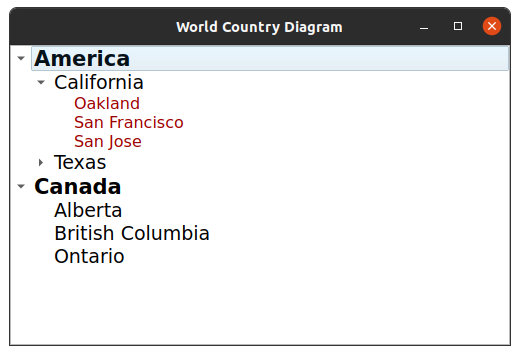 World Country Diagram
America
California
Oakland
San Francisco
San Jose
Texas
Canada
Alberta
British Columbia
Ontario